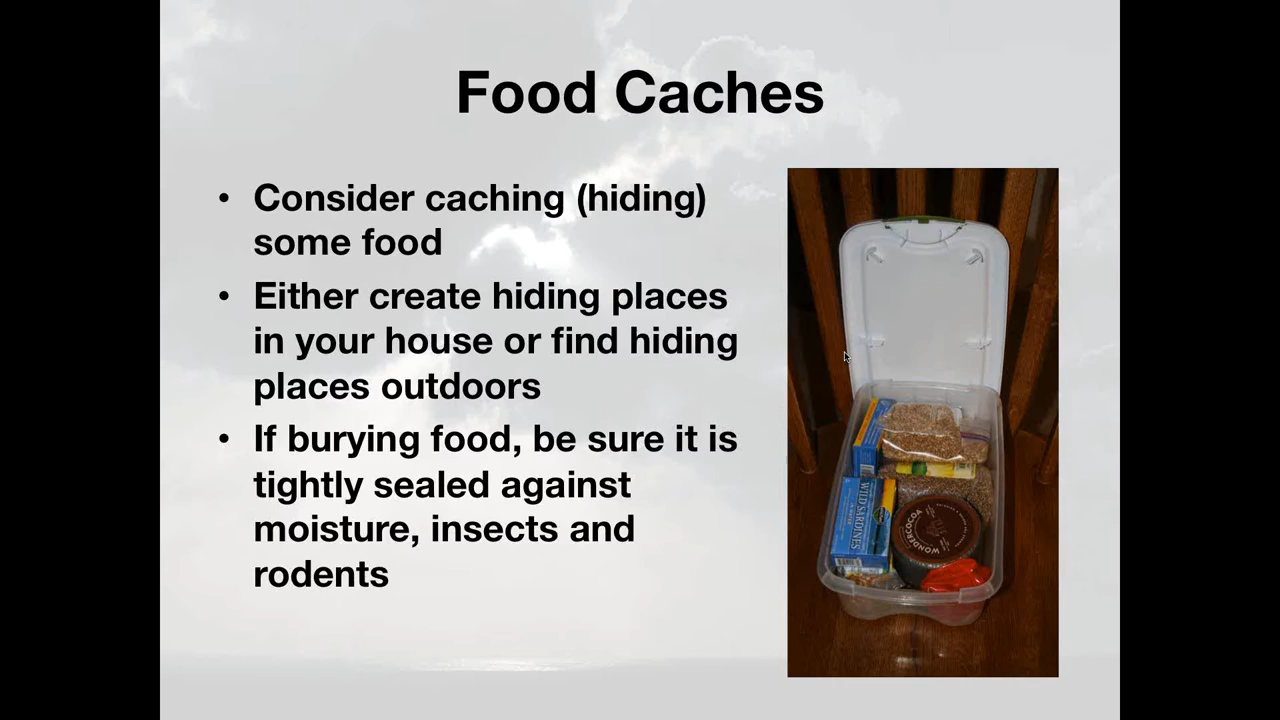 Food Caches
• Consider caching (hiding)
some food
• Either create hiding places
in your house or find hiding
places outdoors
• If burying food, be sure it is
tightly sealed against
moisture, insects and
rodents
WILD SARDINES
WONDERCOCOA